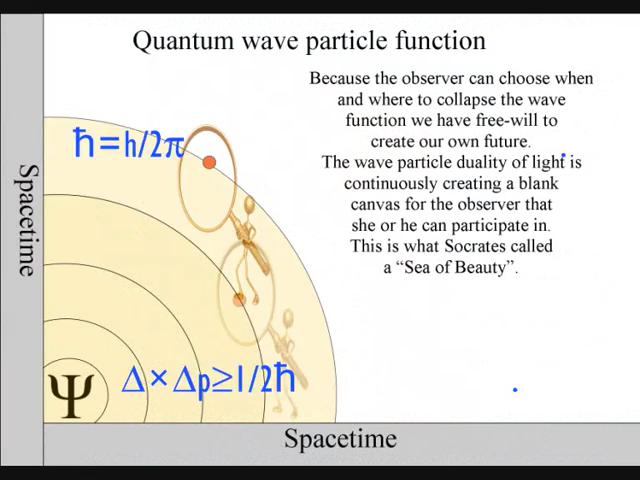 Quantum wave particle function
Because the observer can choose when
and where to collapse the wave
function we have free-will to
create our own future.
The wave particle duality of light is
continuously creating a blank
canvas for the observer that
she or he can participate in.
This is what Socrates called
a “Sea of Beauty”.
ħ=h/2π
Spacetime
Δ×Δp≥1/2ħ
Ψ
Spacetime